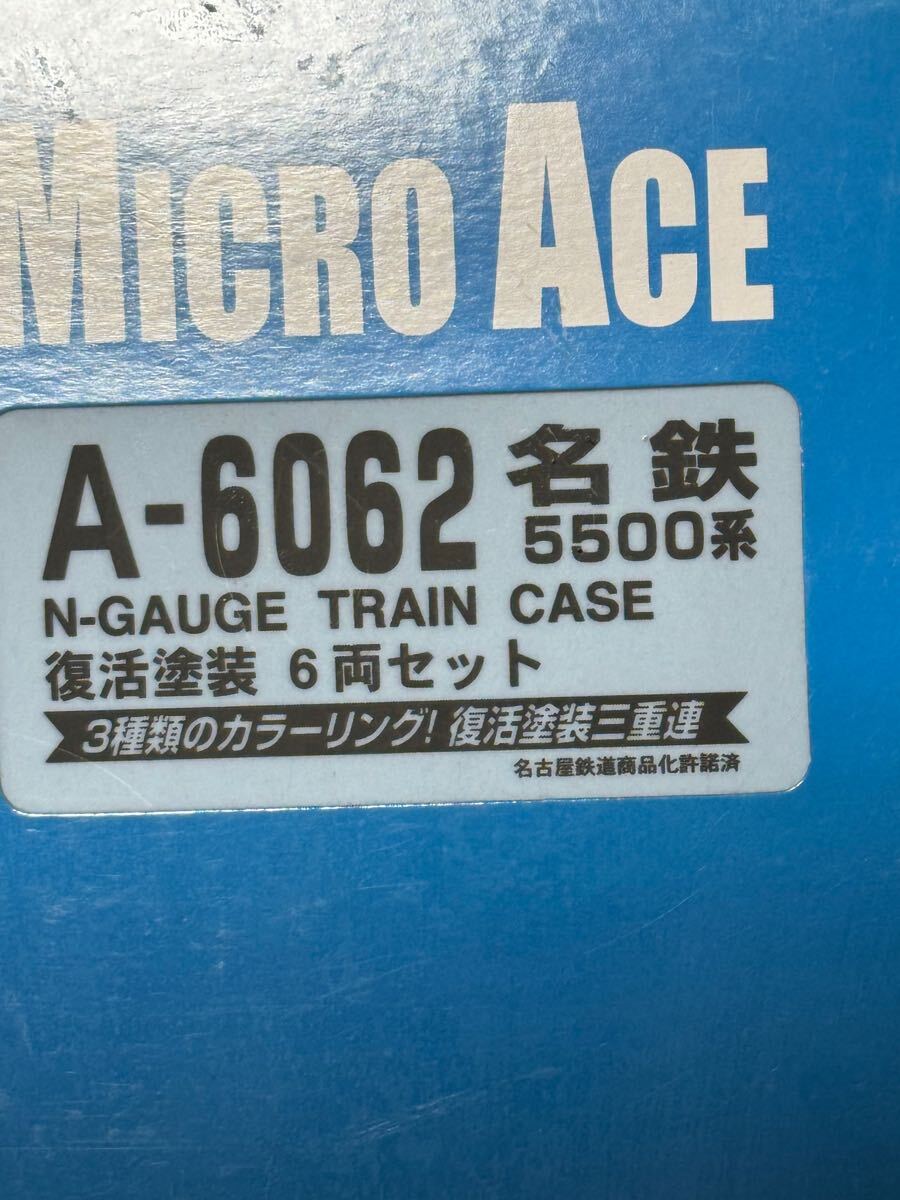 MICRO ACE
A-6062 名鉄
5500系
N-GAUGE TRAIN CASE
復活塗装 6両セット
3種類のカラーリング! 復活塗装三重連
名古屋鉄道商品化許諾済